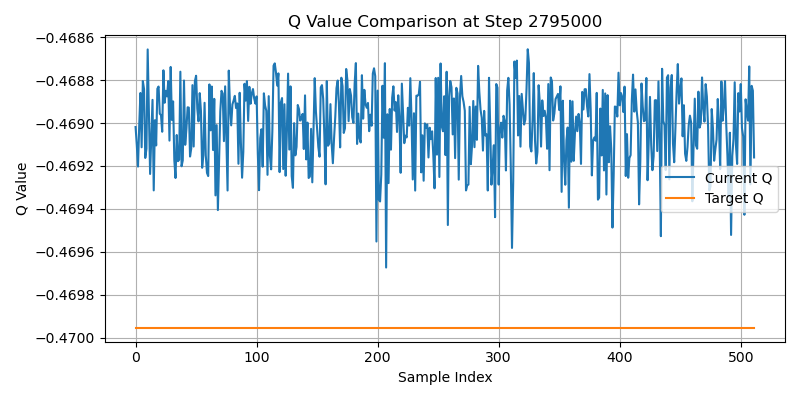 Q Value Comparison at Step 2795000
Q Value
−0.4686
−0.4688
−0.4690
−0.4692
−0.4694
−0.4696
−0.4698
−0.4700
Current Q
Target Q
0 100 200 300 400 500
Sample Index